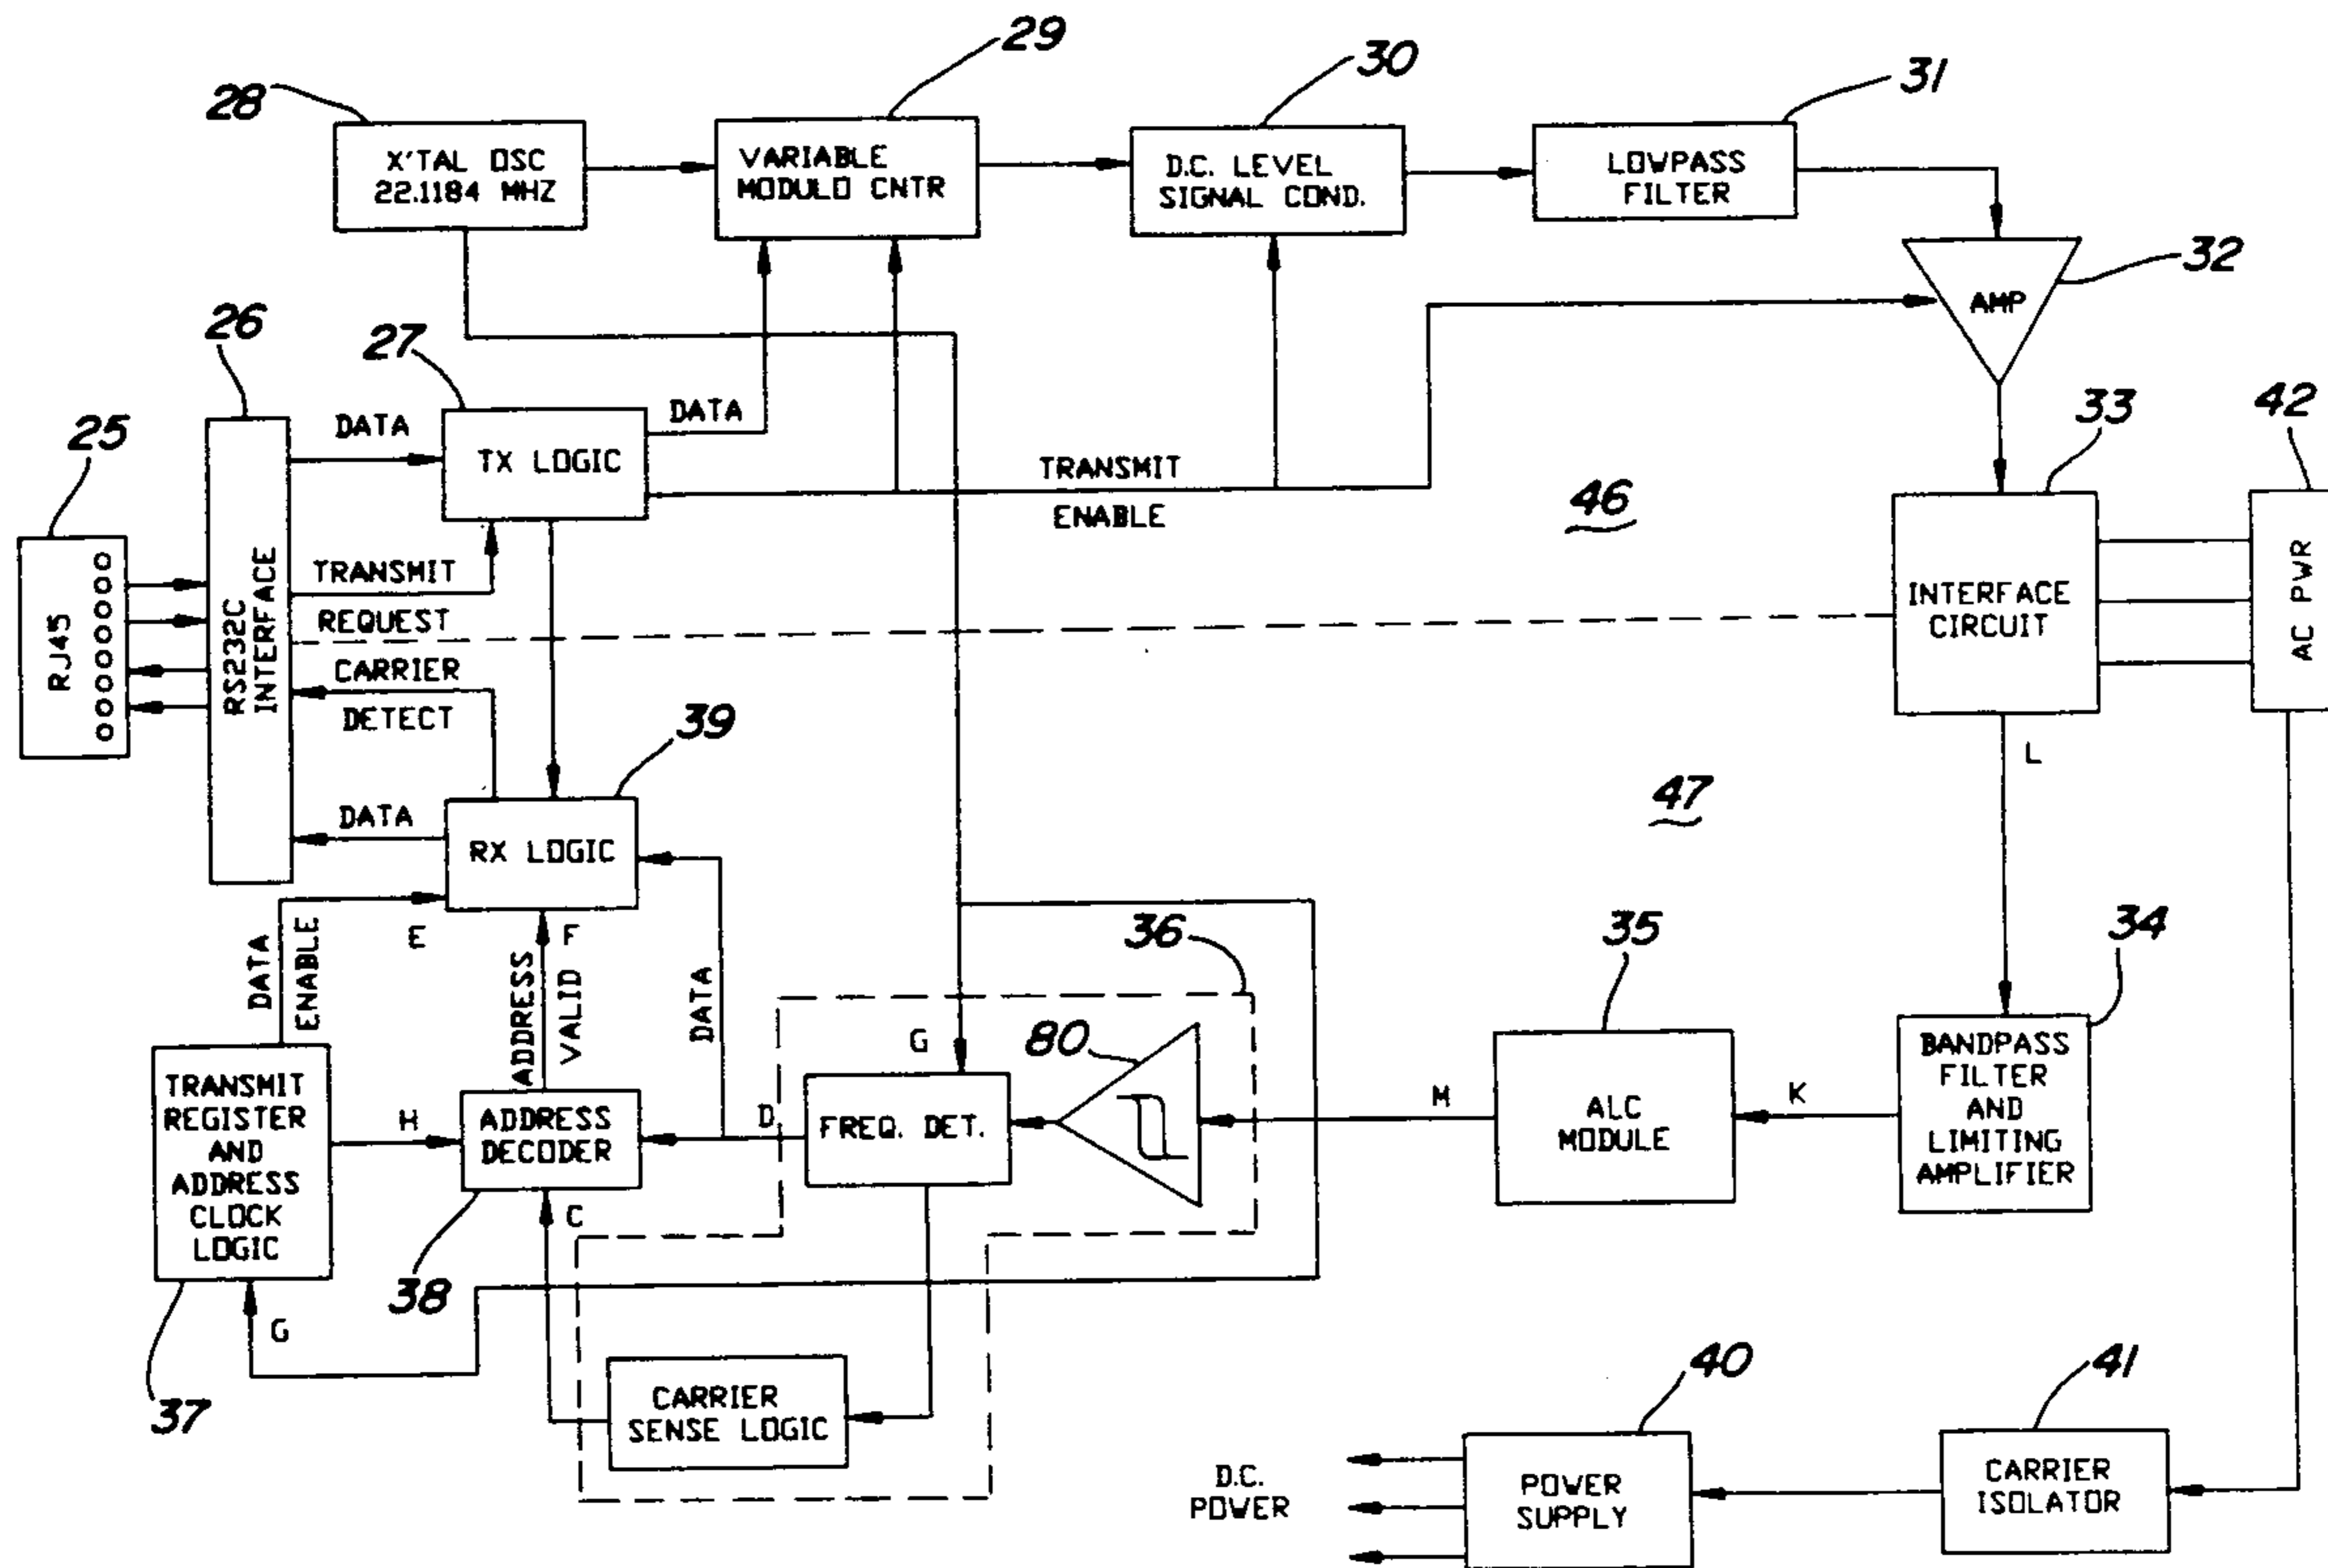 28
29
30
31
X'TAL OSC
22.1184 MHZ
VARIABLE
MODULO CNTR
D.C. LEVEL
SIGNAL COND.
LOWPASS
FILTER
32
AMP
26
27
25
DATA
TX LOGIC
DATA
TRANSMIT
ENABLE
46
33
42
RJ45
RS232C
INTERFACE
TRANSMIT
REQUEST
INTERFACE
CIRCUIT
AC PWR
CARRIER
DETECT
39
L
47
DATA
RX LOGIC
DATA
ENABLE
E
F
ADDRESS
VALID
DATA
36
35
34
G
80
TRANSMIT
REGISTER
AND
ADDRESS
CLOCK
LOGIC
H
ADDRESS
DECODER
D
FREQ. DET.
M
ALC
MODULE
K
BANDPASS
FILTER
AND
LIMITING
AMPLIFIER
C
38
G
37
CARRIER
SENSE LOGIC
40
41
D.C.
POWER
POWER
SUPPLY
CARRIER
ISOLATOR